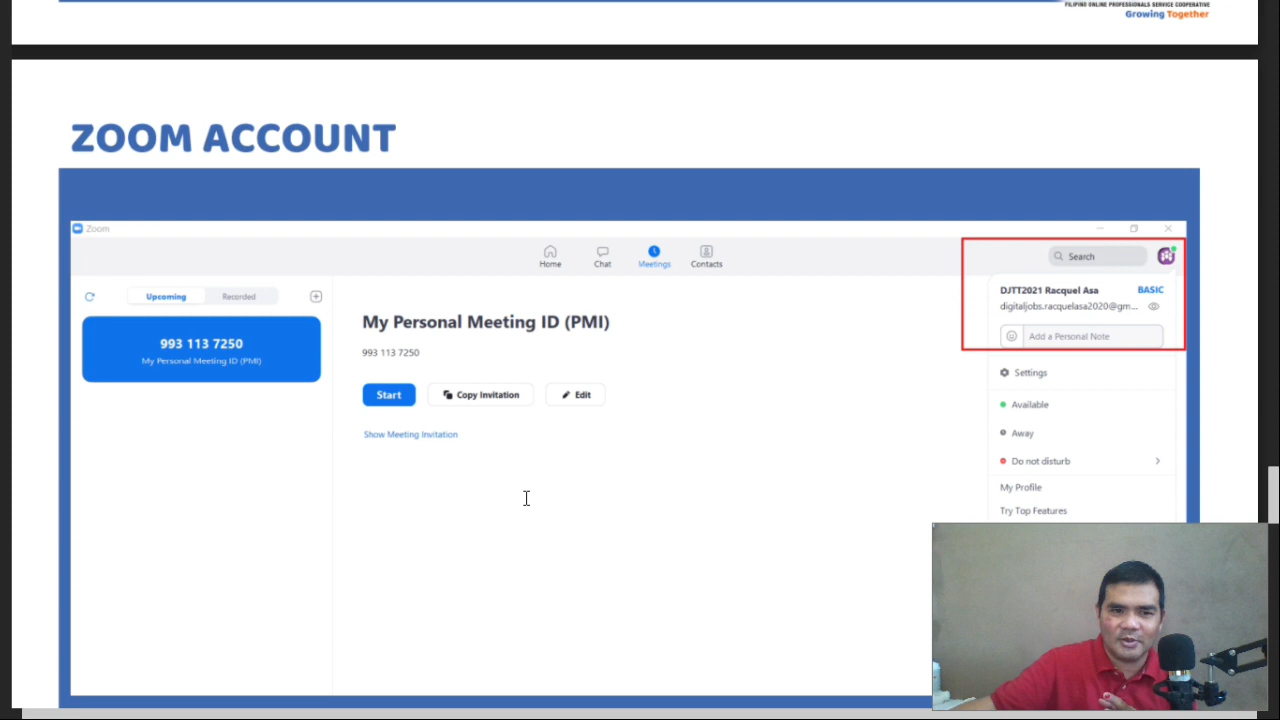 FILIPINO ONLINE PROFESSIONALS SERVICE COOPERATIVE
Growing Together
ZOOM ACCOUNT
Zoom
Home
Chat
Meetings
Contacts
Search
Upcoming
Recorded
993 113 7250
My Personal Meeting ID (PMI)
My Personal Meeting ID (PMI)
993 113 7250
Start
Copy Invitation
Edit
Show Meeting Invitation
DJTT2021 Racquel Asa BASIC
digitaljobs.racquelasa2020@gm...
Add a Personal Note
Settings
Available
Away
Do not disturb
My Profile
Try Top Features